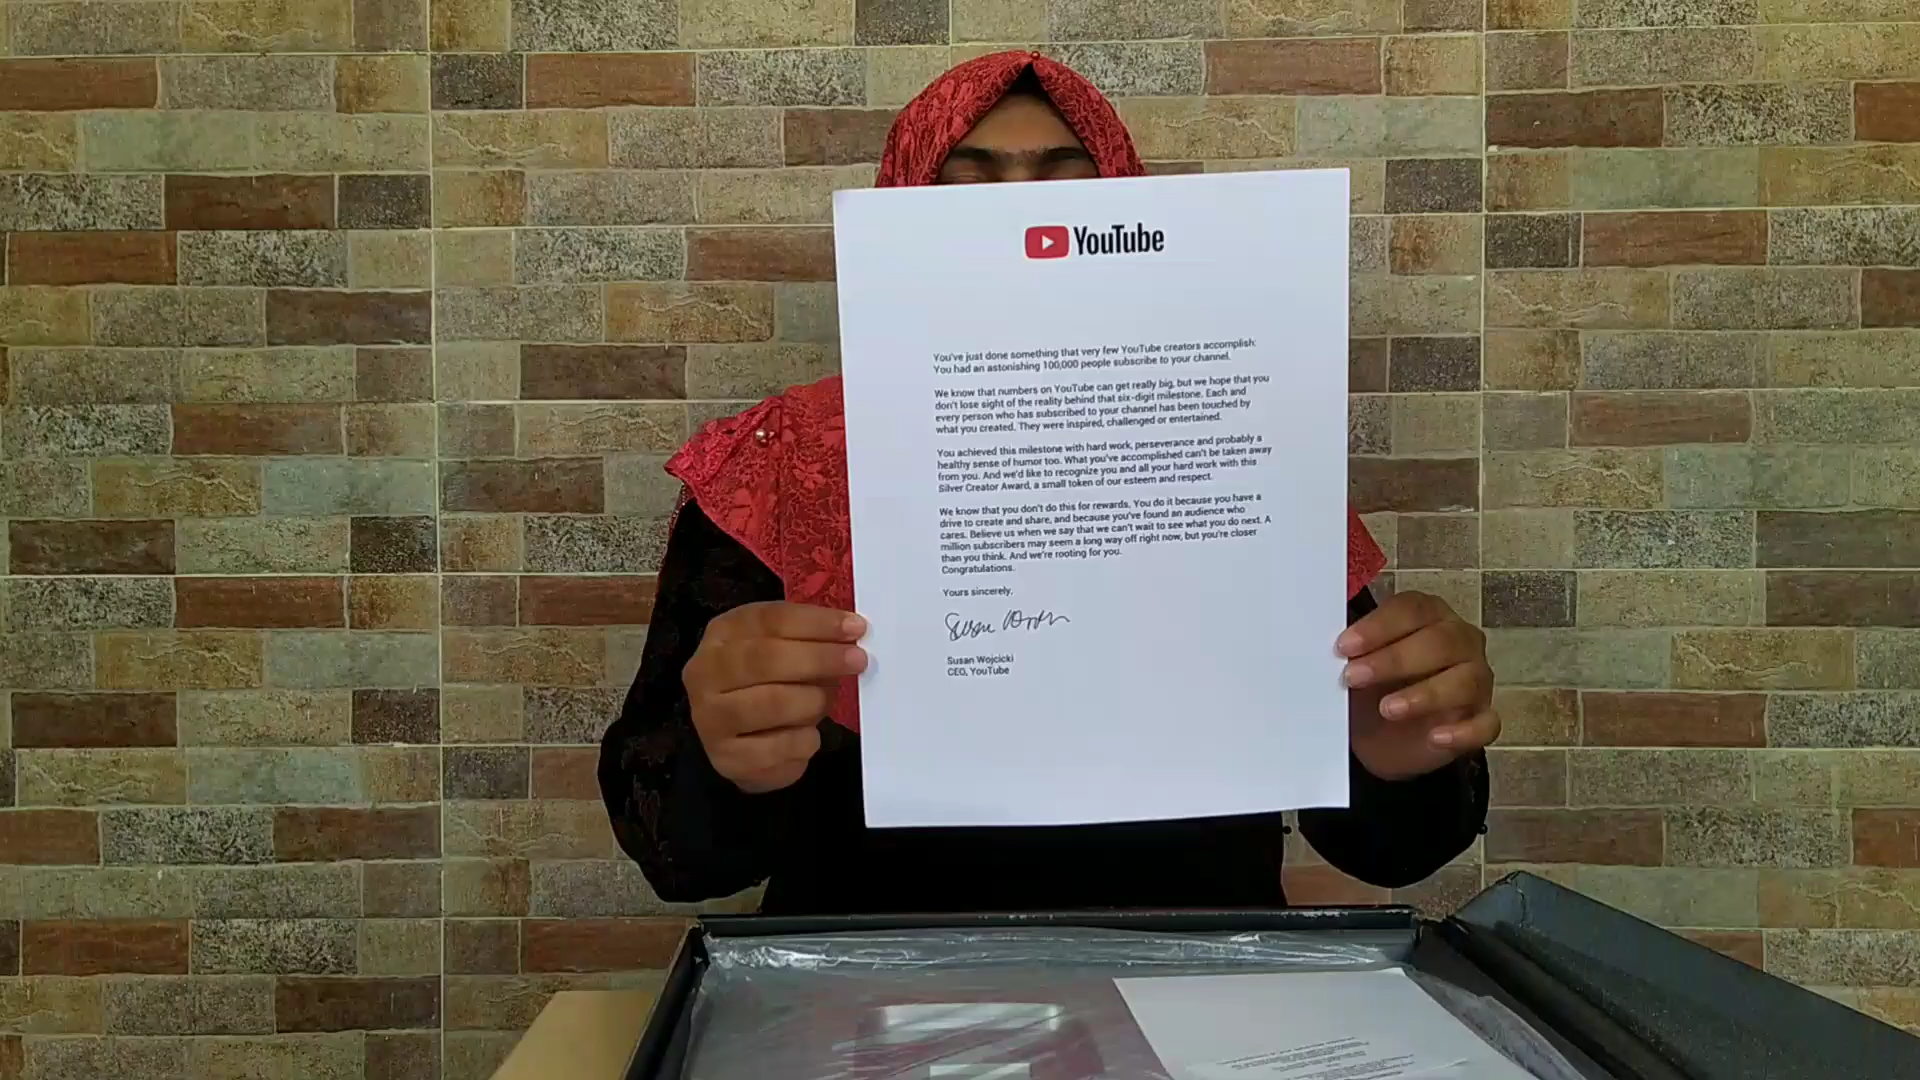 YouTube
You've just done something that very few YouTube creators accomplish:
You had an astonishing 100,000 people subscribe to your channel.
We know that numbers on YouTube can get really big, but we hope that you
don't lose sight of the reality behind that six-digit milestone. Each and
every person who has subscribed to your channel has been touched by
what you created. They were inspired, challenged or entertained.
You achieved this milestone with hard work, perseverance and probably a
healthy sense of humor too. What you've accomplished can't be taken away
from you. And we'd like to recognize you and all your hard work with this
Silver Creator Award, a small token of our esteem and respect.
We know that you don't do this for rewards. You do it because you have a
drive to create and share, and because you've found an audience who
cares. Believe us when we say that we can't wait to see what you do next. A
million subscribers may seem a long way off right now, but you're closer
than you think. And we're rooting for you.
Congratulations.
Yours sincerely,
Susan Wojcicki
CEO, YouTube